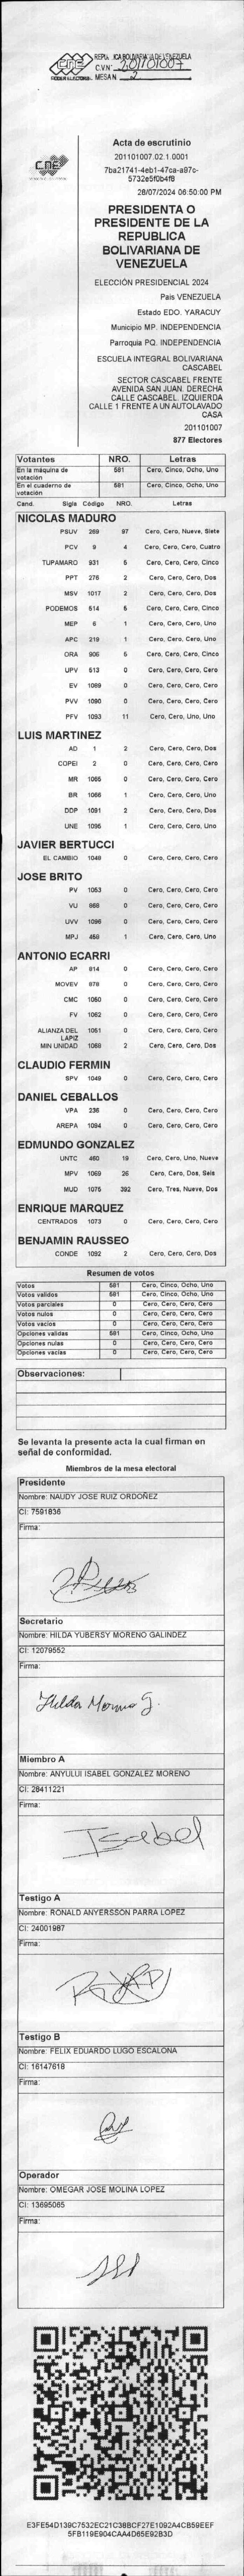 REPUBLICA BOLIVARIANA DE VENEZUELA
C.V.Nº 201101007
PODER ELECTORAL MESA N 2
CNE
Acta de escrutinio
201101007.02.1.0001
7ba21741-4eb1-47ca-a97c-
5732e5f0b4f8
28/07/2024 06:50:00 PM
PRESIDENTA O
PRESIDENTE DE LA
REPUBLICA
BOLIVARIANA DE
VENEZUELA
ELECCIÓN PRESIDENCIAL 2024
Pais VENEZUELA
Estado EDO. YARACUY
Municipio MP. INDEPENDENCIA
Parroquia PQ. INDEPENDENCIA
ESCUELA INTEGRAL BOLIVARIANA
CASCABEL
SECTOR CASCABEL FRENTE
AVENIDA SAN JUAN. DERECHA
CALLE CASCABEL. IZQUIERDA
CALLE 1 FRENTE A UN AUTOLAVADO
CASA
201101007
877 Electores
Votantes NRO. Letras
En la máquina de votación 581 Cero, Cinco, Ocho, Uno
En el cuaderno de votación 581 Cero, Cinco, Ocho, Uno
Cand. Sigla Código NRO. Letras
NICOLAS MADURO
PSUV 269 97 Cero, Cero, Nueve, Siete
PCV 9 4 Cero, Cero, Cero, Cuatro
TUPAMARO 931 5 Cero, Cero, Cero, Cinco
PPT 276 2 Cero, Cero, Cero, Dos
MSV 1017 2 Cero, Cero, Cero, Dos
PODEMOS 514 5 Cero, Cero, Cero, Cinco
MEP 6 1 Cero, Cero, Cero, Uno
APC 219 1 Cero, Cero, Cero, Uno
ORA 906 5 Cero, Cero, Cero, Cinco
UPV 513 0 Cero, Cero, Cero, Cero
EV 1089 0 Cero, Cero, Cero, Cero
PVV 1090 0 Cero, Cero, Cero, Cero
PFV 1093 11 Cero, Cero, Uno, Uno
LUIS MARTINEZ
AD 1 2 Cero, Cero, Cero, Dos
COPEI 2 0 Cero, Cero, Cero, Cero
MR 1065 0 Cero, Cero, Cero, Cero
BR 1066 1 Cero, Cero, Cero, Uno
DDP 1091 2 Cero, Cero, Cero, Dos
UNE 1095 1 Cero, Cero, Cero, Uno
JAVIER BERTUCCI
EL CAMBIO 1048 0 Cero, Cero, Cero, Cero
JOSE BRITO
PV 1053 0 Cero, Cero, Cero, Cero
VU 868 0 Cero, Cero, Cero, Cero
UVV 1096 0 Cero, Cero, Cero, Cero
MPJ 458 1 Cero, Cero, Cero, Uno
ANTONIO ECARRI
AP 914 0 Cero, Cero, Cero, Cero
MOVEV 978 0 Cero, Cero, Cero, Cero
CMC 1050 0 Cero, Cero, Cero, Cero
FV 1062 0 Cero, Cero, Cero, Cero
ALIANZA DEL LAPIZ 1051 0 Cero, Cero, Cero, Cero
MIN UNIDAD 1068 2 Cero, Cero, Cero, Dos
CLAUDIO FERMIN
SPV 1049 0 Cero, Cero, Cero, Cero
DANIEL CEBALLOS
VPA 236 0 Cero, Cero, Cero, Cero
AREPA 1094 0 Cero, Cero, Cero, Cero
EDMUNDO GONZALEZ
UNTC 460 19 Cero, Cero, Uno, Nueve
MPV 1069 26 Cero, Cero, Dos, Seis
MUD 1075 392 Cero, Tres, Nueve, Dos
ENRIQUE MARQUEZ
CENTRADOS 1073 0 Cero, Cero, Cero, Cero
BENJAMIN RAUSSEO
CONDE 1092 2 Cero, Cero, Cero, Dos
Resumen de votos
Votos 581 Cero, Cinco, Ocho, Uno
Votos validos 581 Cero, Cinco, Ocho, Uno
Votos parciales 0 Cero, Cero, Cero, Cero
Votos nulos 0 Cero, Cero, Cero, Cero
Votos vacios 0 Cero, Cero, Cero, Cero
Opciones validas 581 Cero, Cinco, Ocho, Uno
Opciones nulas 0 Cero, Cero, Cero, Cero
Opciones vacias 0 Cero, Cero, Cero, Cero
Observaciones:
Se levanta la presente acta la cual firman en
señal de conformidad.
Miembros de la mesa electoral
Presidente
Nombre: NAUDY JOSE RUIZ ORDOÑEZ
CI: 7591836
Firma:
Secretario
Nombre: HILDA YUBERSY MORENO GALINDEZ
CI: 12079552
Firma:
Hilda Moreno G.
Miembro A
Nombre: ANYULUI ISABEL GONZALEZ MORENO
CI: 28411221
Firma:
Isabel
Testigo A
Nombre: RONALD ANYERSSON PARRA LOPEZ
CI: 24001987
Firma:
Testigo B
Nombre: FELIX EDUARDO LUGO ESCALONA
CI: 16147618
Firma:
Operador
Nombre: OMEGAR JOSE MOLINA LOPEZ
CI: 13695065
Firma:
E3FE54D139C7532EC21C38BCF27E1092A4CB59EEF
5FB119E904CAA4D65E92B3D